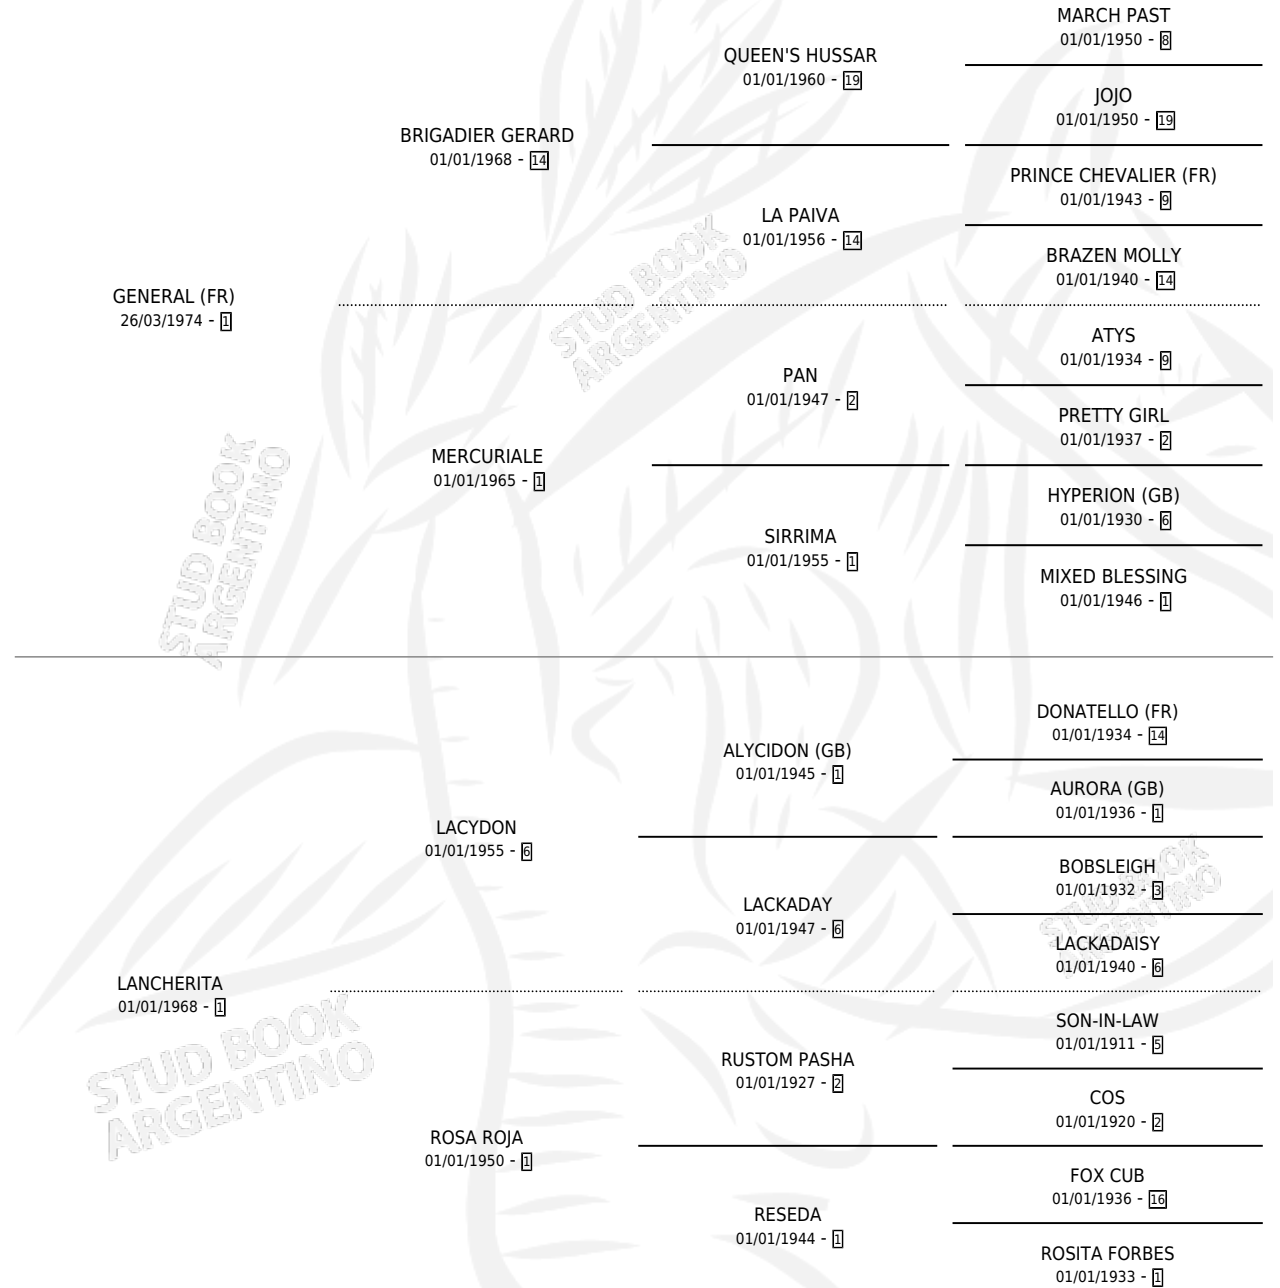 MARCH PAST
01/01/1950 - 8
QUEEN'S HUSSAR
01/01/1960 - 19
JOJO
01/01/1950 - 19
BRIGADIER GERARD
01/01/1968 - 14
PRINCE CHEVALIER (FR)
01/01/1943 - 9
LA PAIVA
01/01/1956 - 14
BRAZEN MOLLY
01/01/1940 - 14
GENERAL (FR)
26/03/1974 - 1
STUD BOOK
ARGENTINO
ATYS
01/01/1934 - 9
PAN
01/01/1947 - 2
PRETTY GIRL
01/01/1937 - 2
MERCURIALE
01/01/1965 - 1
HYPERION (GB)
01/01/1930 - 6
SIRRIMA
01/01/1955 - 1
MIXED BLESSING
01/01/1946 - 1
STUD BOOK
ARGENTINO
DONATELLO (FR)
01/01/1934 - 14
ALYCIDON (GB)
01/01/1945 - 1
AURORA (GB)
01/01/1936 - 1
LACYDON
01/01/1955 - 6
BOBSLEIGH
01/01/1932 - 3
LACKADAY
01/01/1947 - 6
LACKADAISY
01/01/1940 - 6
STUD BOOK
ARGENTINO
LANCHERITA
01/01/1968 - 1
SON-IN-LAW
01/01/1911 - 5
RUSTOM PASHA
01/01/1927 - 2
COS
01/01/1920 - 2
STUD BOOK
ARGENTINO
ROSA ROJA
01/01/1950 - 1
FOX CUB
01/01/1936 - 16
RESEDA
01/01/1944 - 1
ROSITA FORBES
01/01/1933 - 1